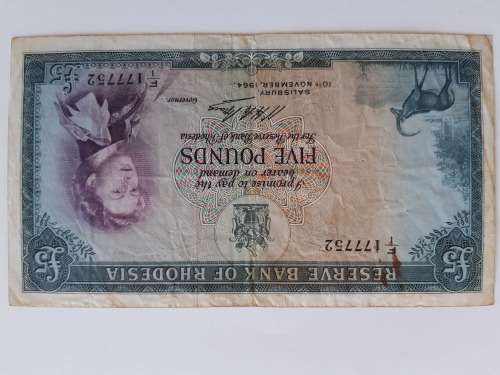 RESERVE BANK OF RHODESIA
£5
£5
F/1 177752
I promise to pay the
bearer on demand
FIVE POUNDS
For the Reserve Bank of Rhodesia
SALISBURY,
10TH NOVEMBER, 1964.
Governor.
F/1 177752
£5